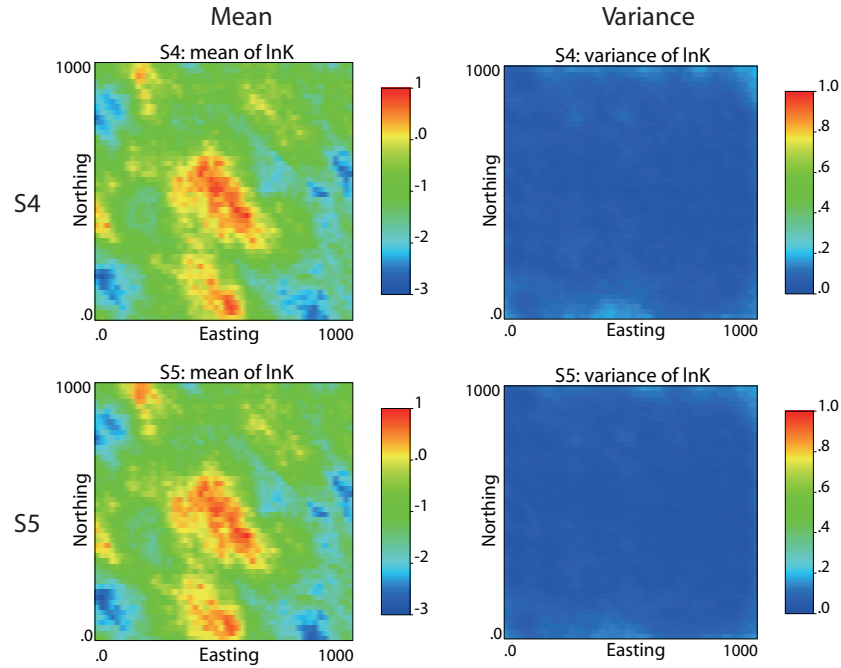 Mean
Variance
S4
S4: mean of lnK
1000
Northing
.0
.0
Easting
1000
1
.0
-1
-2
-3
S4: variance of lnK
1000
Northing
.0
.0
Easting
1000
1.0
.8
.6
.4
.2
.0
S5
S5: mean of lnK
1000
Northing
.0
.0
Easting
1000
1
.0
-1
-2
-3
S5: variance of lnK
1000
Northing
.0
.0
Easting
1000
1.0
.8
.6
.4
.2
.0